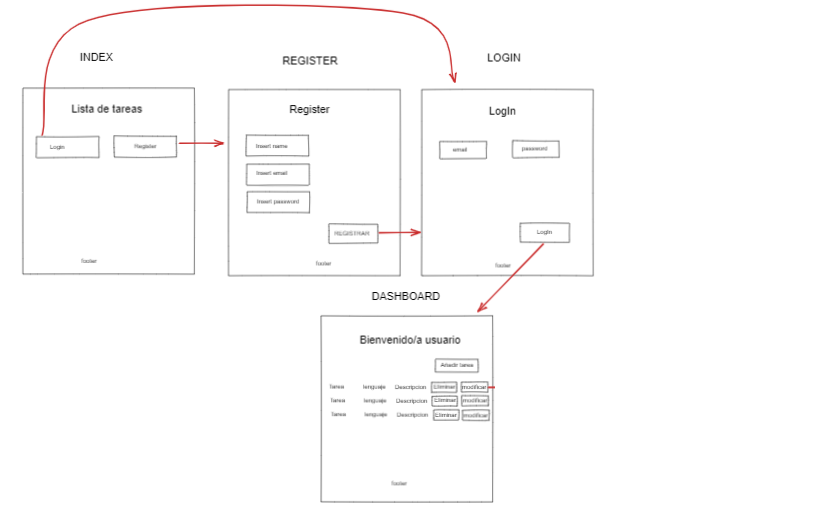 INDEX
REGISTER
LOGIN
Lista de tareas
Login
Register
footer
Register
Insert name
Insert email
Insert password
REGISTRAR
footer
LogIn
email
password
LogIn
footer
DASHBOARD
Bienvenido/a usuario
Añadir tarea
Tarea lenguaje Descripcion Eliminar modificar
Tarea lenguaje Descripcion Eliminar modificar
Tarea lenguaje Descripcion Eliminar modificar
footer